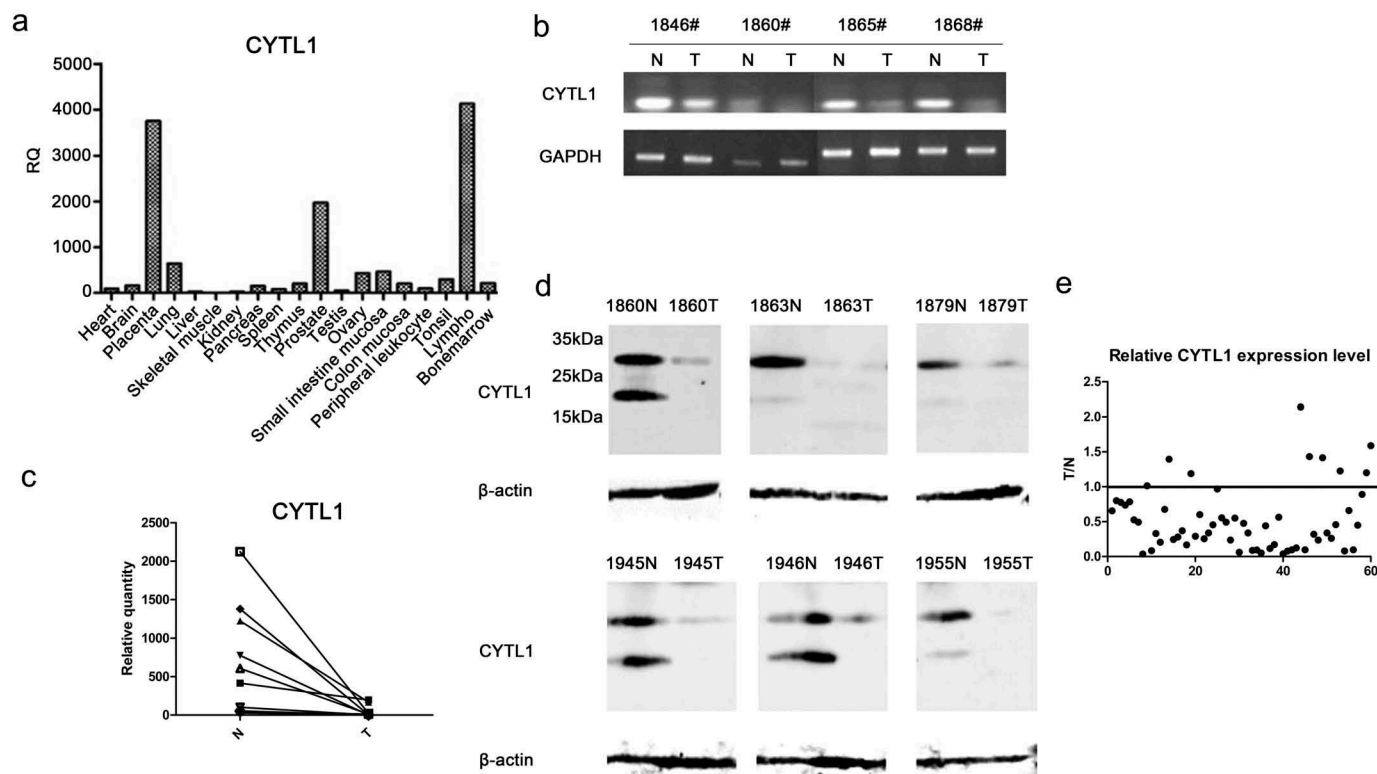 a
CYTL1
5000
4000
3000
2000
1000
0
RQ
Heart
Brain
Placenta
Lung
Liver
Skeletal muscle
Kidney
Pancreas
Spleen
Thymus
Prostate
Testis
Ovary
Small intestine mucosa
Colon mucosa
Peripheral leukocyte
Tonsil
Lympho
Bonemarrow
b
1846# 1860# 1865# 1868#
N T N T N T N T
CYTL1
GAPDH
c
CYTL1
2500
2000
1500
1000
500
0
Relative quantity
N T
d
1860N 1860T 1863N 1863T 1879N 1879T
35kDa
25kDa
CYTL1
15kDa
β-actin
1945N 1945T 1946N 1946T 1955N 1955T
CYTL1
β-actin
e
Relative CYTL1 expression level
2.5
2.0
1.5
1.0
0.5
0.0
T/N
0 20 40 60